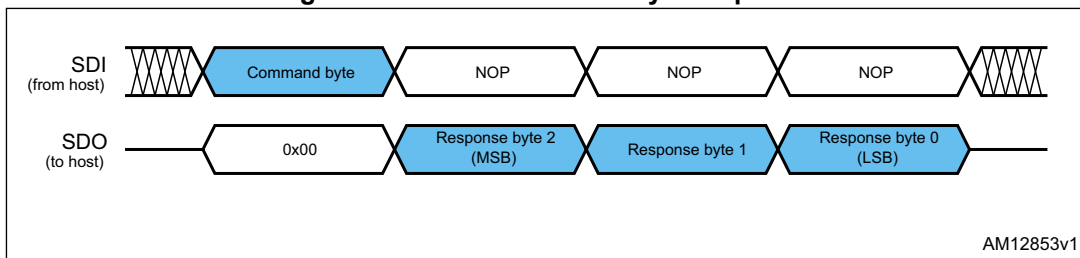 SDI
(from host)
Command byte
NOP
NOP
NOP
SDO
(to host)
0x00
Response byte 2
(MSB)
Response byte 1
Response byte 0
(LSB)
AM12853v1